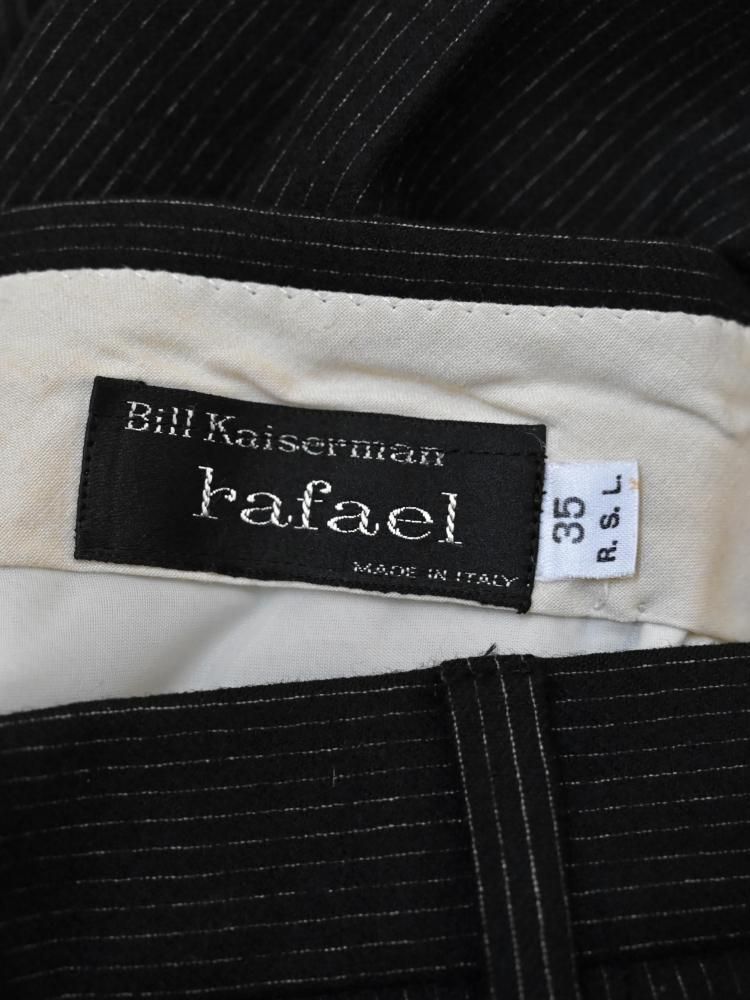 Bill Kaiserman
rafael
MADE IN ITALY
35
R. S. L.